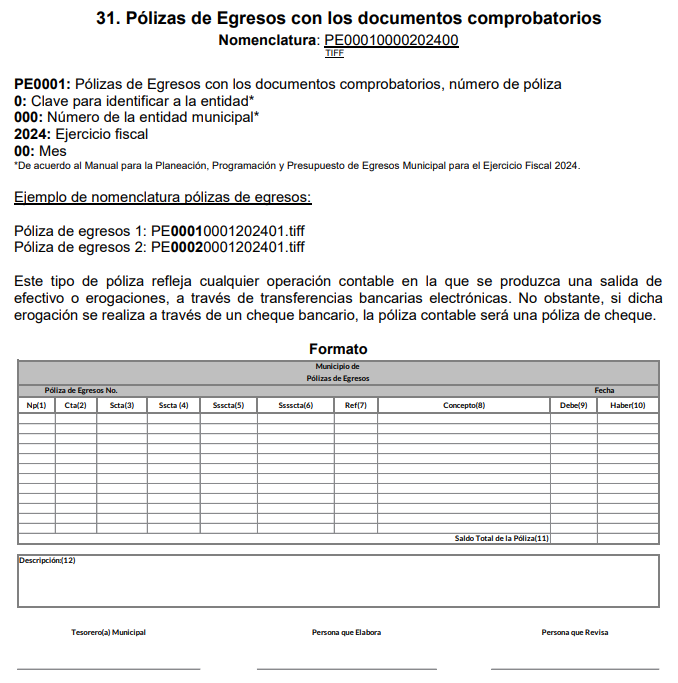 31. Pólizas de Egresos con los documentos comprobatorios
Nomenclatura: PE00010000202400
TIFF
PE0001: Pólizas de Egresos con los documentos comprobatorios, número de póliza
0: Clave para identificar a la entidad*
000: Número de la entidad municipal*
2024: Ejercicio fiscal
00: Mes
*De acuerdo al Manual para la Planeación, Programación y Presupuesto de Egresos Municipal para el Ejercicio Fiscal 2024.
Ejemplo de nomenclatura pólizas de egresos:
Póliza de egresos 1: PE00010001202401.tiff
Póliza de egresos 2: PE00020001202401.tiff
Este tipo de póliza refleja cualquier operación contable en la que se produzca una salida de
efectivo o erogaciones, a través de transferencias bancarias electrónicas. No obstante, si dicha
erogación se realiza a través de un cheque bancario, la póliza contable será una póliza de cheque.
Formato
Municipio de
Pólizas de Egresos
Póliza de Egresos No. Fecha
Np(1) Cta(2) Scta(3) Sscta (4) Ssscta(5) Sssscta(6) Ref(7) Concepto(8) Debe(9) Haber(10)
Saldo Total de la Póliza(11)
Descripción:(12)
Tesorero(a) Municipal Persona que Elabora Persona que Revisa